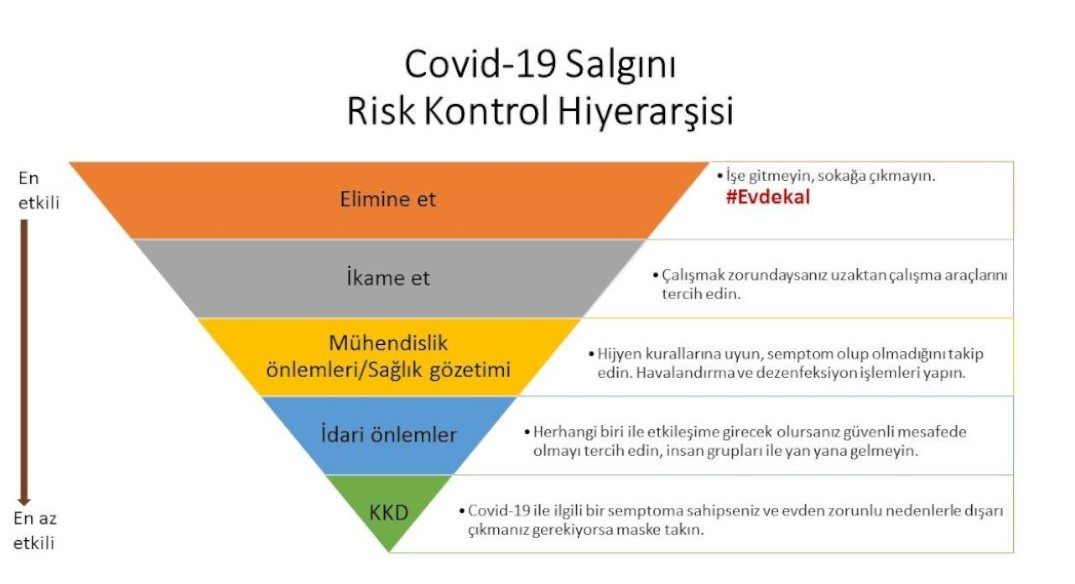 Covid-19 Salgını
Risk Kontrol Hiyerarşisi
En
etkili
Elimine et
• İşe gitmeyin, sokağa çıkmayın.
#Evdekal
İkame et
• Çalışmak zorundaysanız uzaktan çalışma araçlarını
tercih edin.
Mühendislik
önlemleri/Sağlık gözetimi
• Hijyen kurallarına uyun, semptom olup olmadığını takip
edin. Havalandırma ve dezenfeksiyon işlemleri yapın.
İdari önlemler
• Herhangi biri ile etkileşime girecek olursanız güvenli mesafede
olmayı tercih edin, insan grupları ile yan yana gelmeyin.
KKD
• Covid-19 ile ilgili bir semptoma sahipseniz ve evden zorunlu nedenlerle dışarı
çıkmanız gerekiyorsa maske takın.
En az
etkili